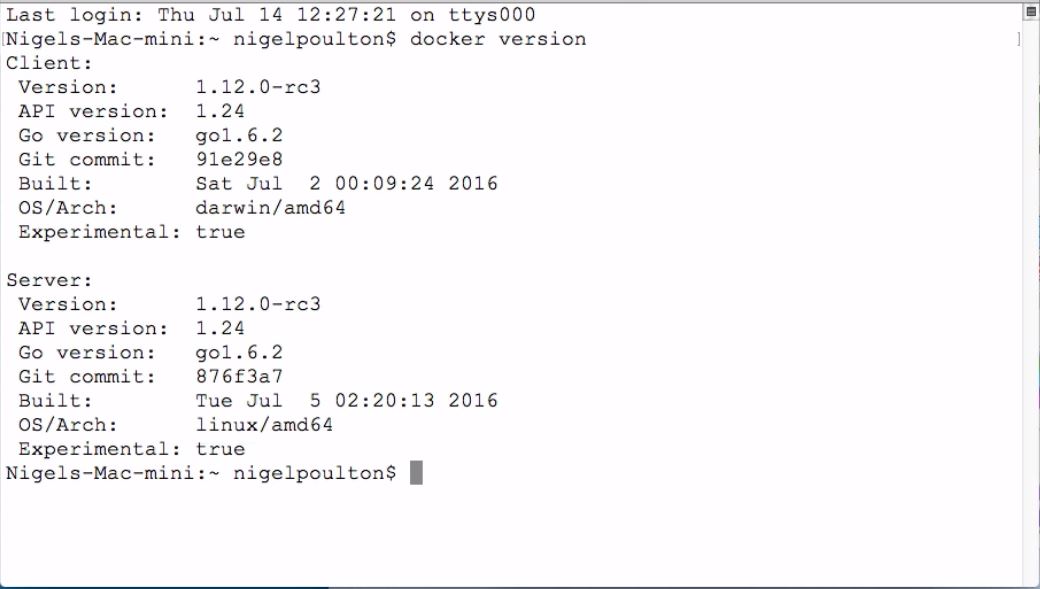 Last login: Thu Jul 14 12:27:21 on ttys000
[Nigels-Mac-mini:~ nigelpoulton$ docker version ]
Client:
 Version:      1.12.0-rc3
 API version:  1.24
 Go version:   go1.6.2
 Git commit:   91e29e8
 Built:        Sat Jul  2 00:09:24 2016
 OS/Arch:      darwin/amd64
 Experimental: true

Server:
 Version:      1.12.0-rc3
 API version:  1.24
 Go version:   go1.6.2
 Git commit:   876f3a7
 Built:        Tue Jul  5 02:20:13 2016
 OS/Arch:      linux/amd64
 Experimental: true
Nigels-Mac-mini:~ nigelpoulton$